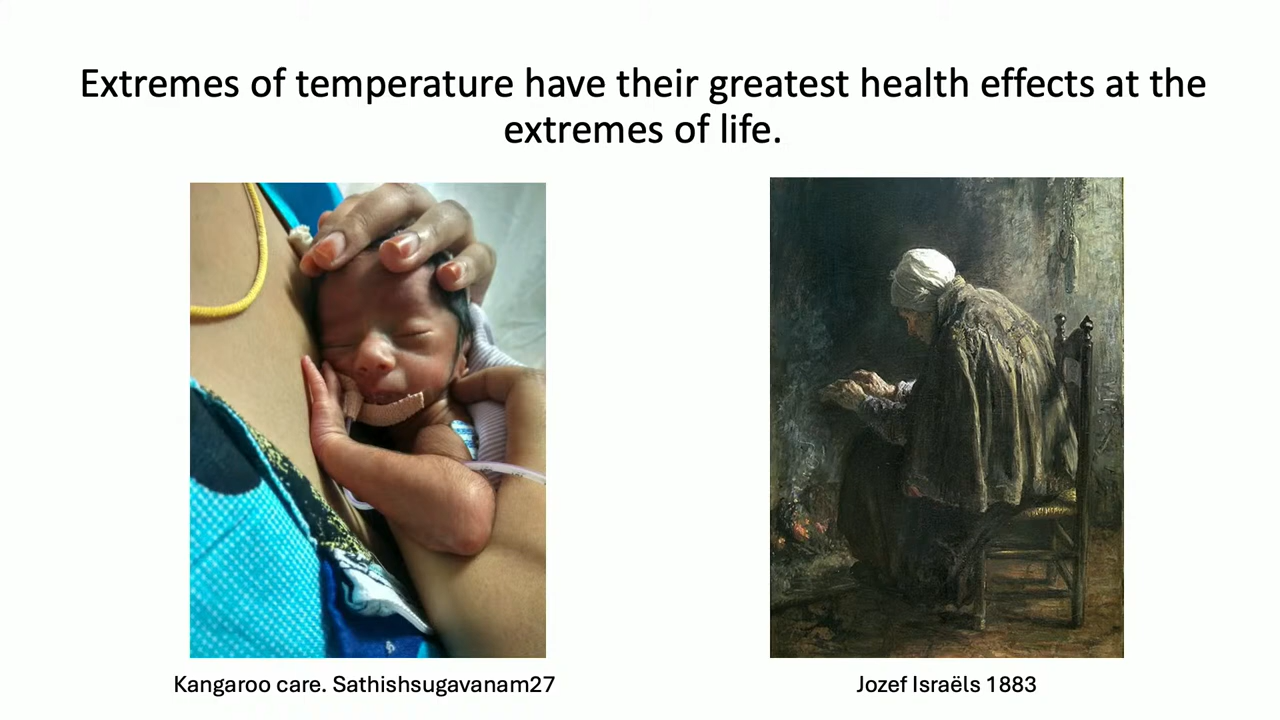 Extremes of temperature have their greatest health effects at the
extremes of life.
Kangaroo care. Sathishsugavanam27
Jozef Israëls 1883